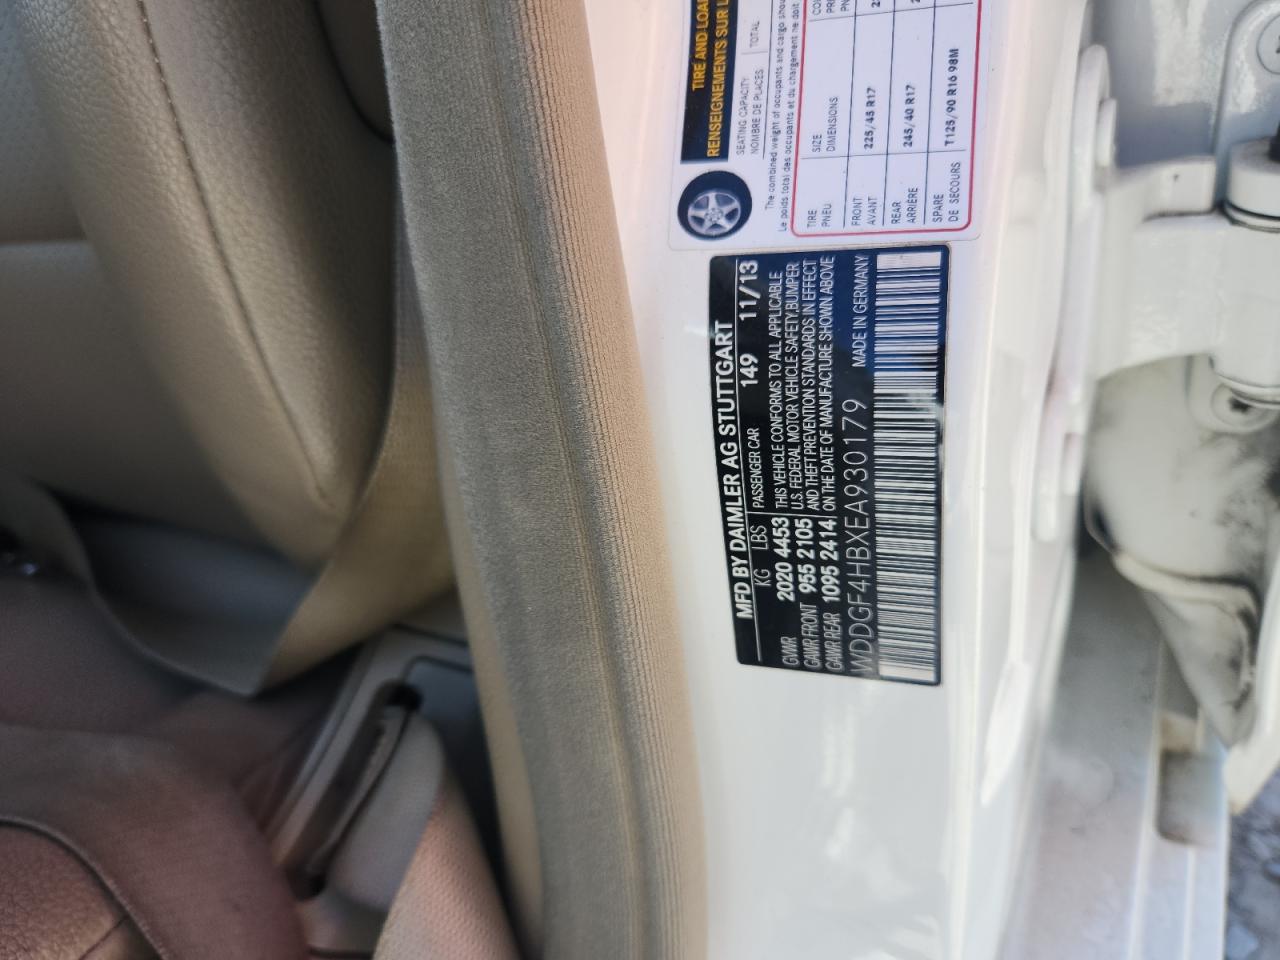 TIRE AND LOA
RENSEIGNEMENTS SUR L
SEATING CAPACITY
NOMBRE DE PLACES
TOTAL
The combined weight of occupants and cargo shou
Le poids total des occupants et du chargement ne doit
TIRE
PNEU
SIZE
DIMENSIONS
FRONT
AVANT
225/45 R17
REAR
ARRIÈRE
245/40 R17
SPARE
DE SECOURS
T125/90 R16 98M
MFD BY DAIMLER AG STUTTGART
KG LBS PASSENGER CAR 149 11/13
GVWR 2020 4453 THIS VEHICLE CONFORMS TO ALL APPLICABLE
U.S. FEDERAL MOTOR VEHICLE SAFETY, BUMPER
GAWR FRONT 955 2105 AND THEFT PREVENTION STANDARDS IN EFFECT
GAWR REAR 1095 2414 ON THE DATE OF MANUFACTURE SHOWN ABOVE
WDDGF4HBXEA930179 MADE IN GERMANY